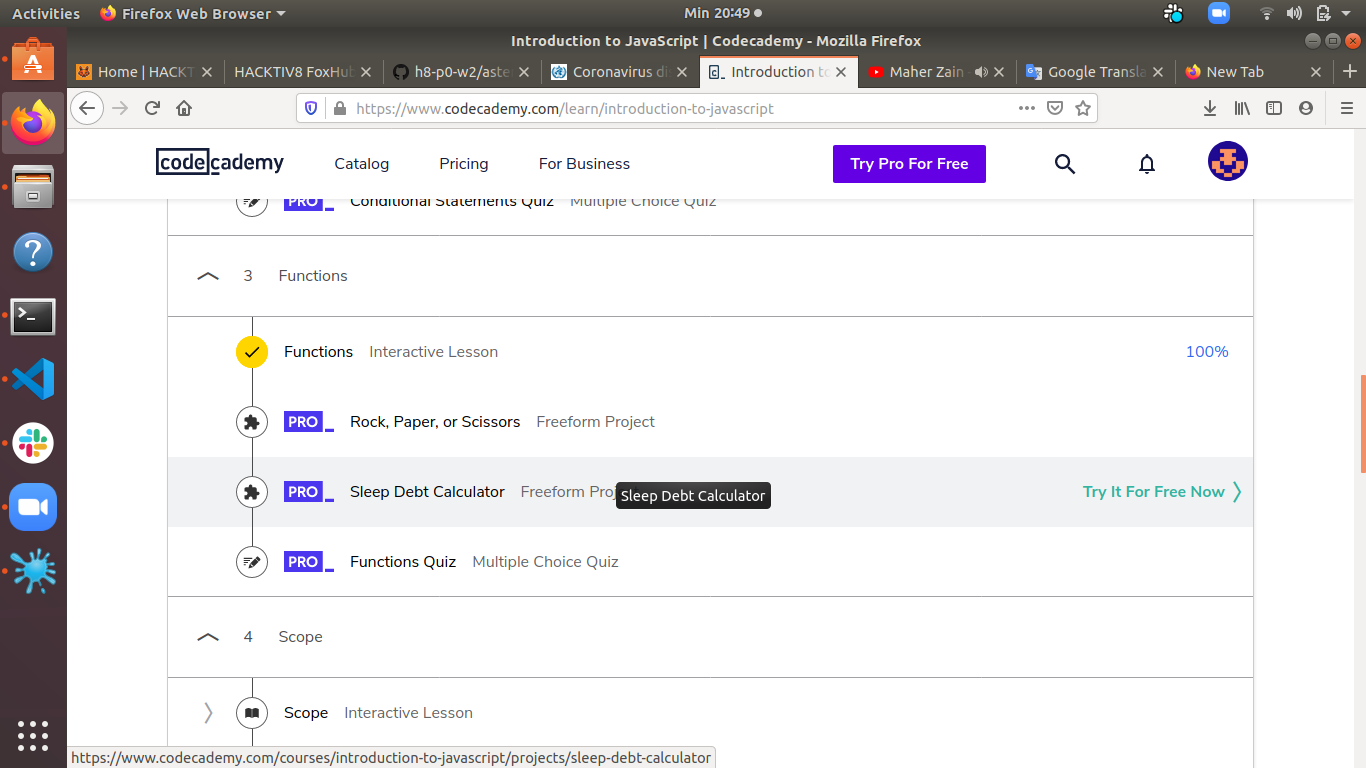 Activities Firefox Web Browser Min 20:49
Introduction to JavaScript | Codecademy - Mozilla Firefox
Home | HACKT HACKTIV8 FoxHu h8-p0-w2/aste Coronavirus di Introduction to Maher Zain - Google Transla New Tab
https://www.codecademy.com/learn/introduction-to-javascript
codecademy Catalog Pricing For Business Try Pro For Free
PRO Conditional Statements Quiz Multiple Choice Quiz
3 Functions
Functions Interactive Lesson 100%
PRO Rock, Paper, or Scissors Freeform Project
PRO Sleep Debt Calculator Freeform Proj Sleep Debt Calculator Try It For Free Now
PRO Functions Quiz Multiple Choice Quiz
4 Scope
Scope Interactive Lesson
https://www.codecademy.com/courses/introduction-to-javascript/projects/sleep-debt-calculator